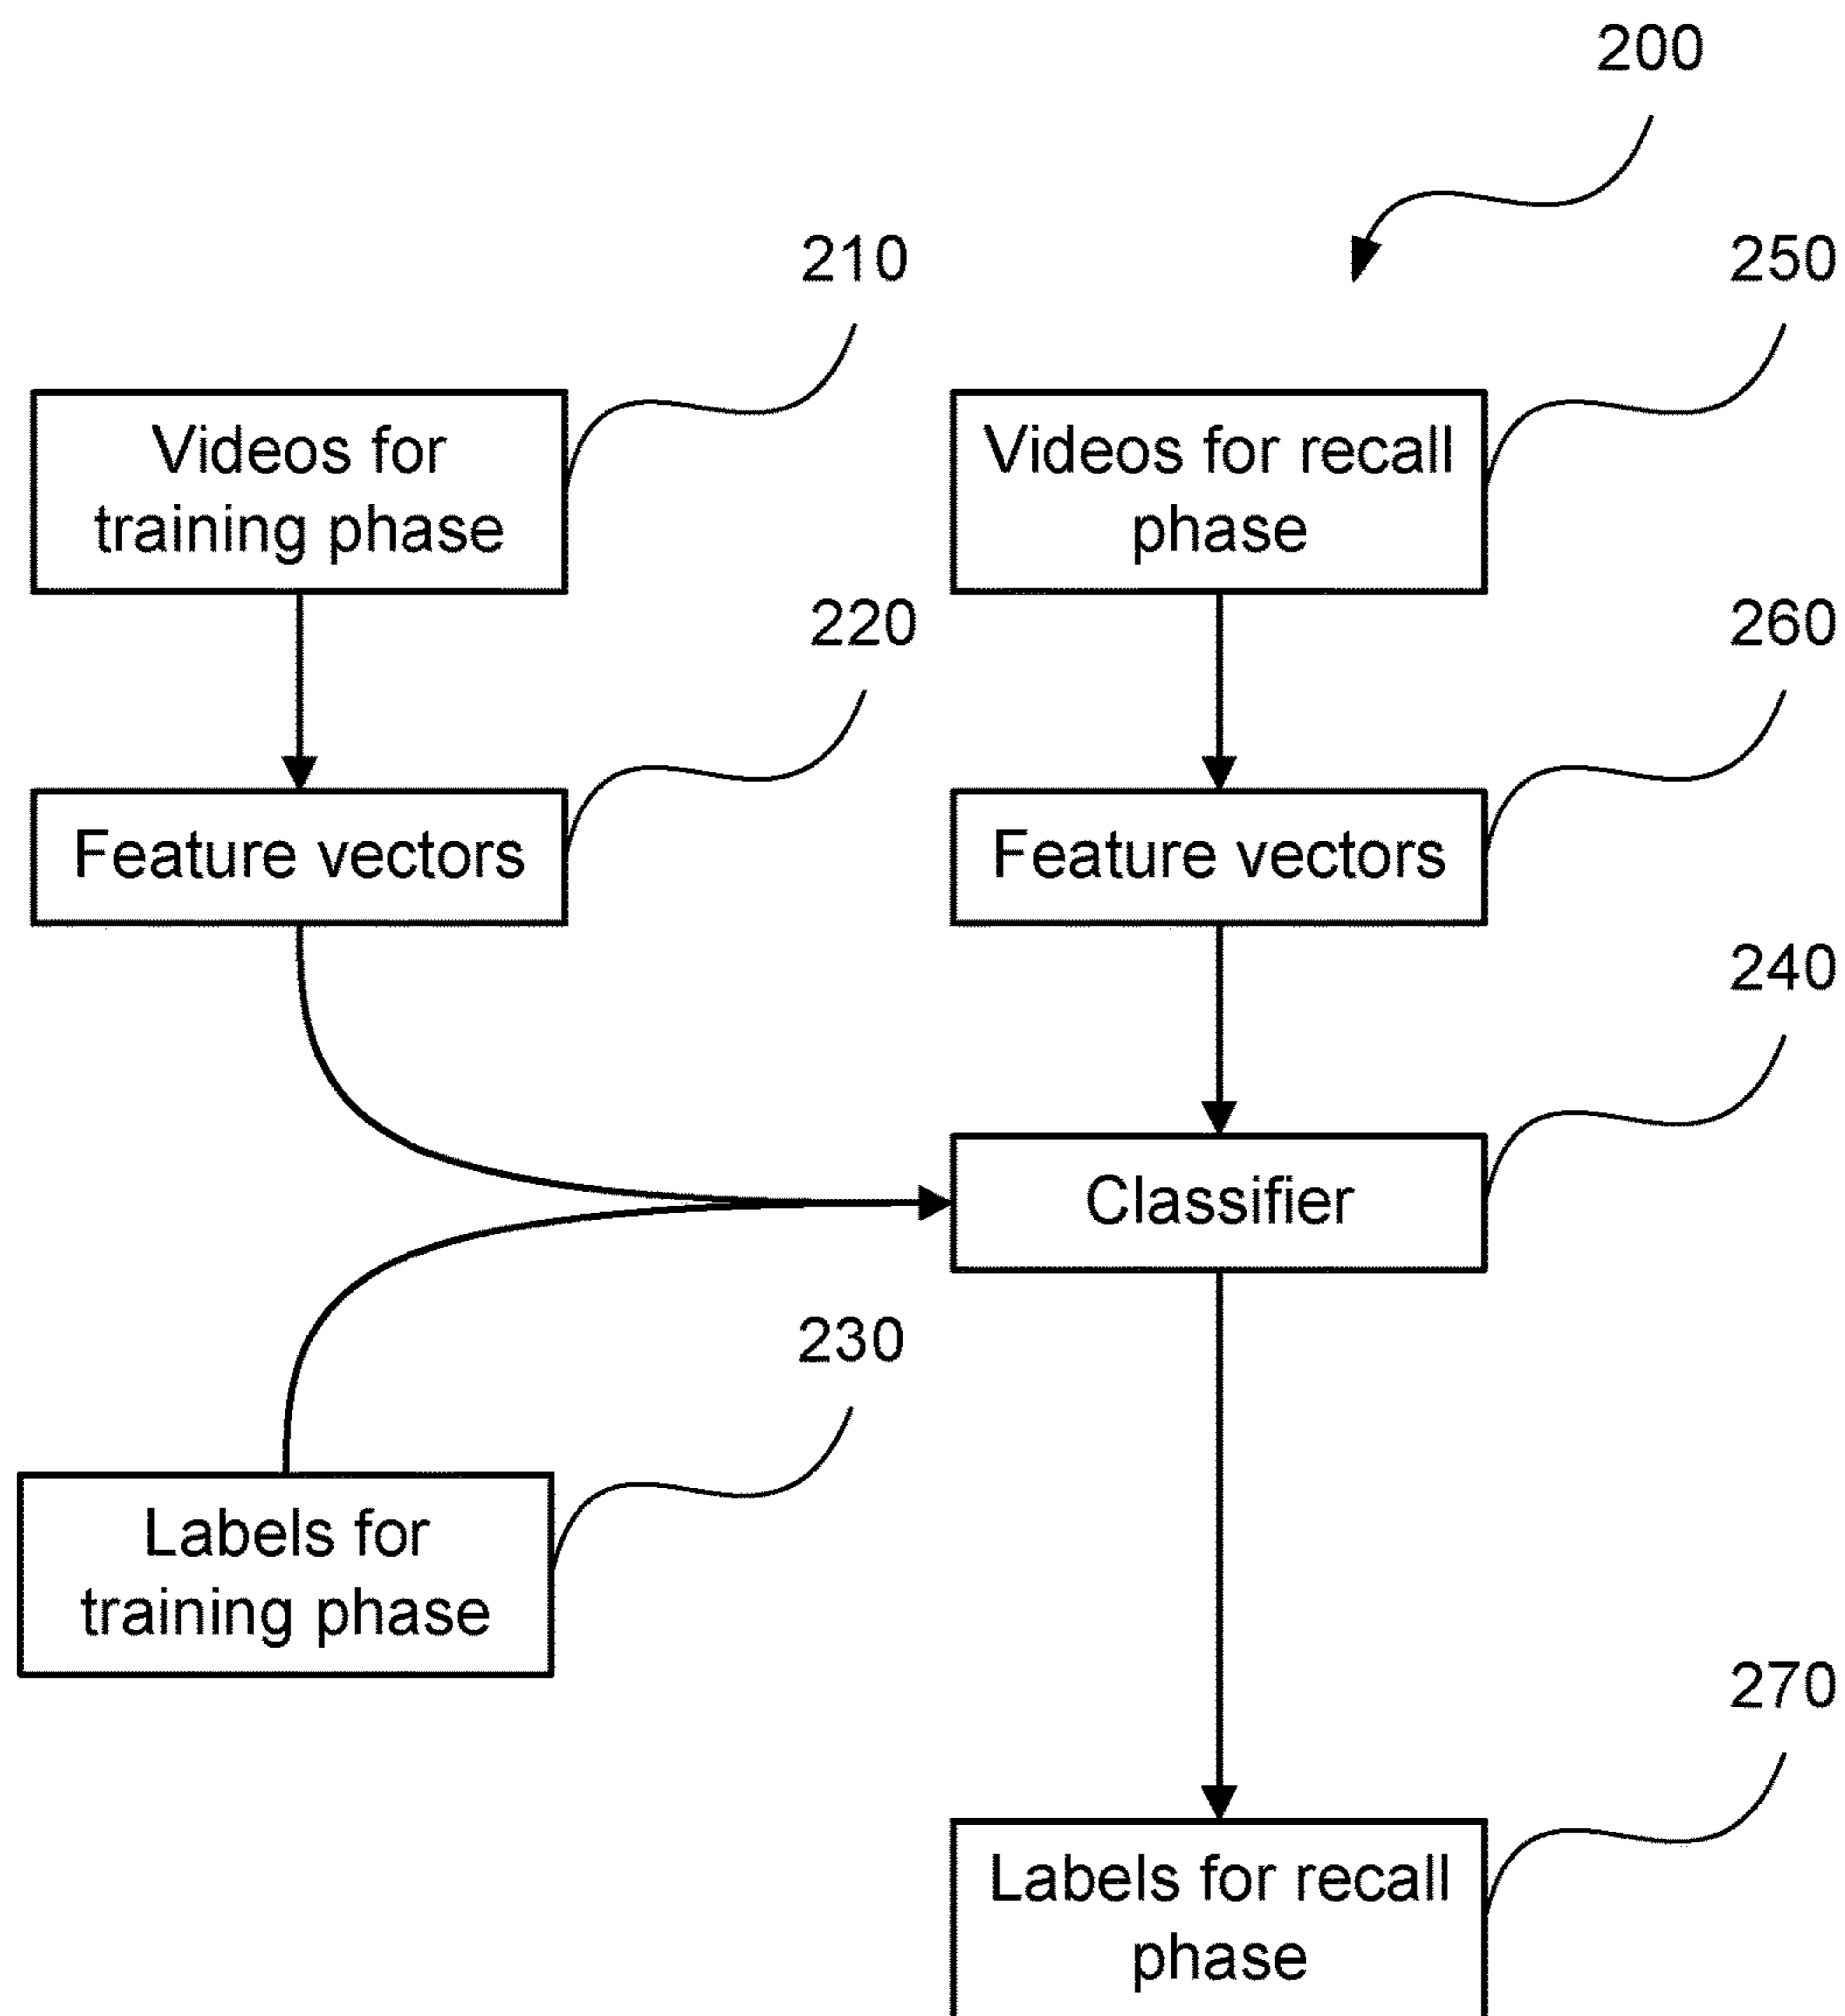 200
210
250
Videos for
training phase
Videos for recall
phase
220
260
Feature vectors
Feature vectors
240
Classifier
230
Labels for
training phase
270
Labels for recall
phase